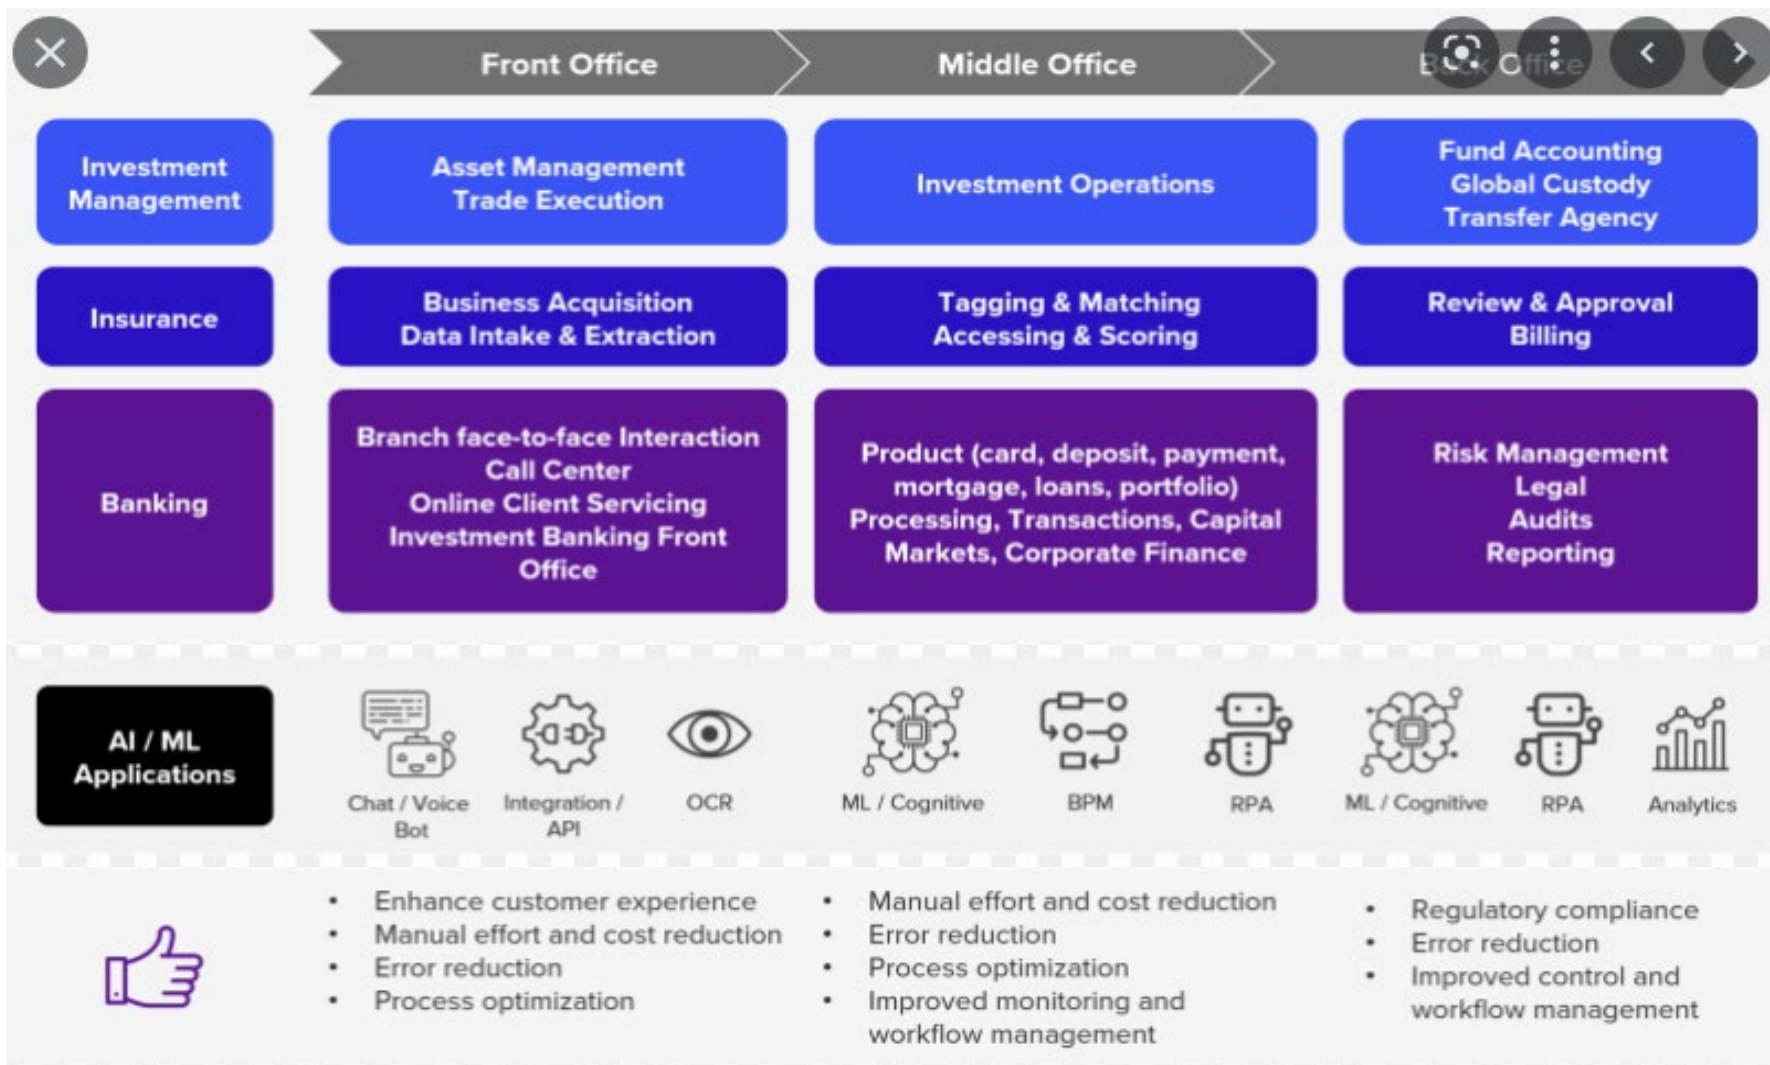 Front Office
Middle Office
Back Office
Investment
Management
Asset Management
Trade Execution
Investment Operations
Fund Accounting
Global Custody
Transfer Agency
Insurance
Business Acquisition
Data Intake & Extraction
Tagging & Matching
Accessing & Scoring
Review & Approval
Billing
Banking
Branch face-to-face Interaction
Call Center
Online Client Servicing
Investment Banking Front
Office
Product (card, deposit, payment,
mortgage, loans, portfolio)
Processing, Transactions, Capital
Markets, Corporate Finance
Risk Management
Legal
Audits
Reporting
AI / ML
Applications
Chat / Voice
Bot
Integration /
API
OCR
ML / Cognitive
BPM
RPA
ML / Cognitive
RPA
Analytics
• Enhance customer experience
• Manual effort and cost reduction
• Error reduction
• Process optimization
• Manual effort and cost reduction
• Error reduction
• Process optimization
• Improved monitoring and
workflow management
• Regulatory compliance
• Error reduction
• Improved control and
workflow management